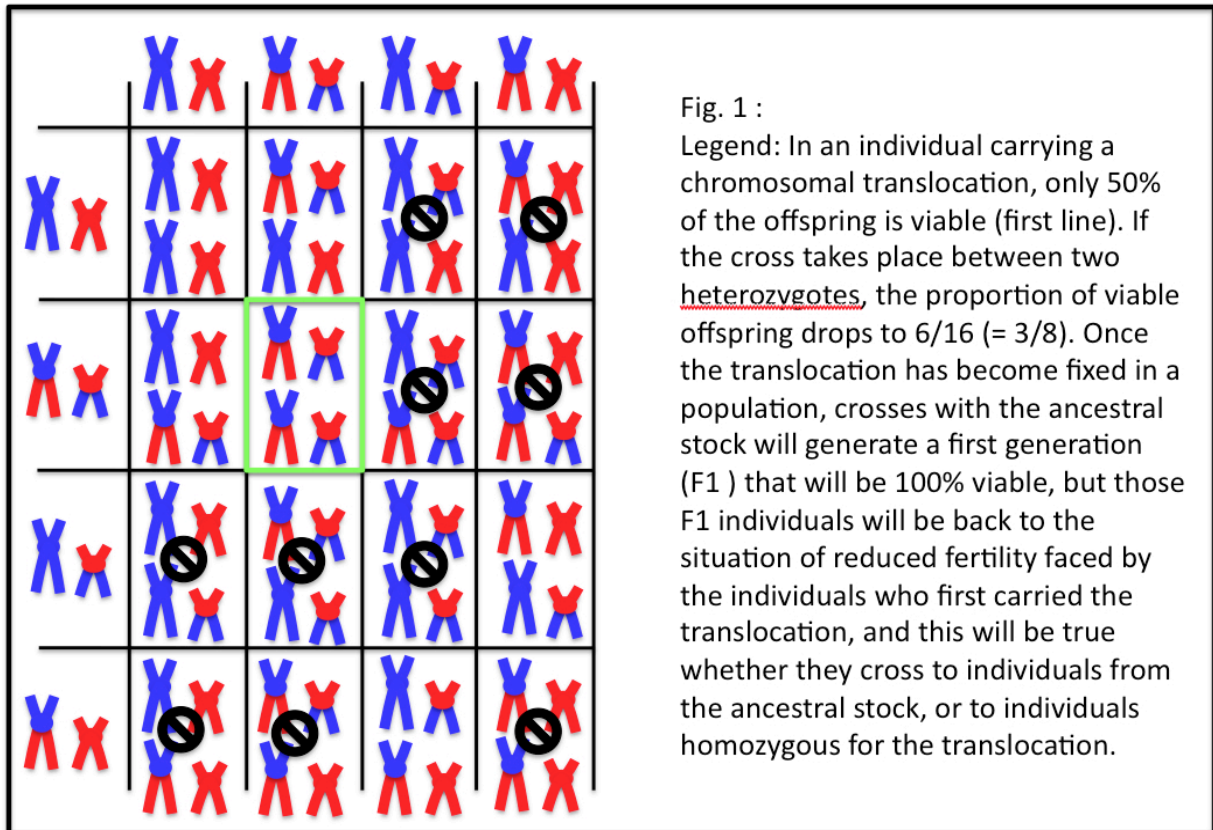 Fig. 1 :
Legend: In an individual carrying a
chromosomal translocation, only 50%
of the offspring is viable (first line). If
the cross takes place between two
heterozygotes, the proportion of viable
offspring drops to 6/16 (= 3/8). Once
the translocation has become fixed in a
population, crosses with the ancestral
stock will generate a first generation
(F1 ) that will be 100% viable, but those
F1 individuals will be back to the
situation of reduced fertility faced by
the individuals who first carried the
translocation, and this will be true
whether they cross to individuals from
the ancestral stock, or to individuals
homozygous for the translocation.